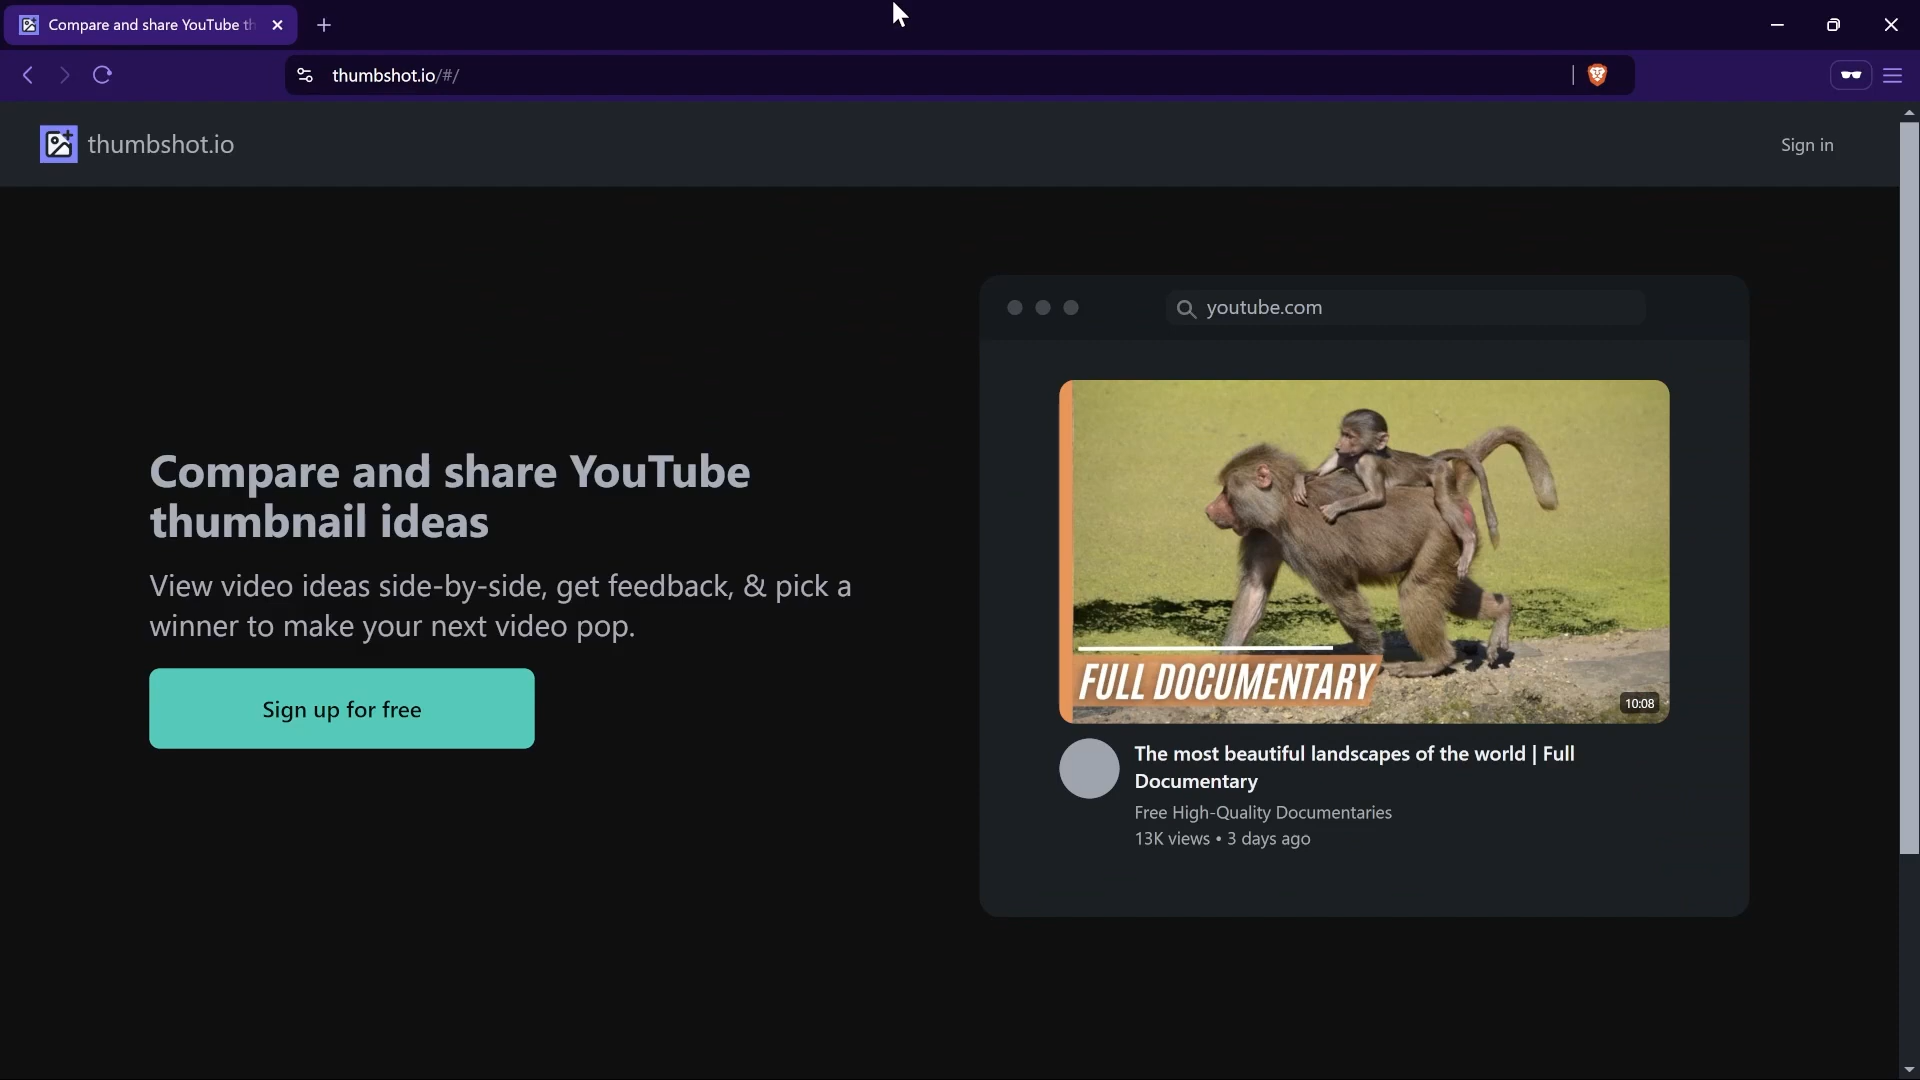 Compare and share YouTube th
thumbshot.io/#/
thumbshot.io
Sign in
youtube.com
Compare and share YouTube
thumbnail ideas
View video ideas side-by-side, get feedback, & pick a
winner to make your next video pop.
Sign up for free
FULL DOCUMENTARY
10:08
The most beautiful landscapes of the world | Full
Documentary
Free High-Quality Documentaries
13K views • 3 days ago